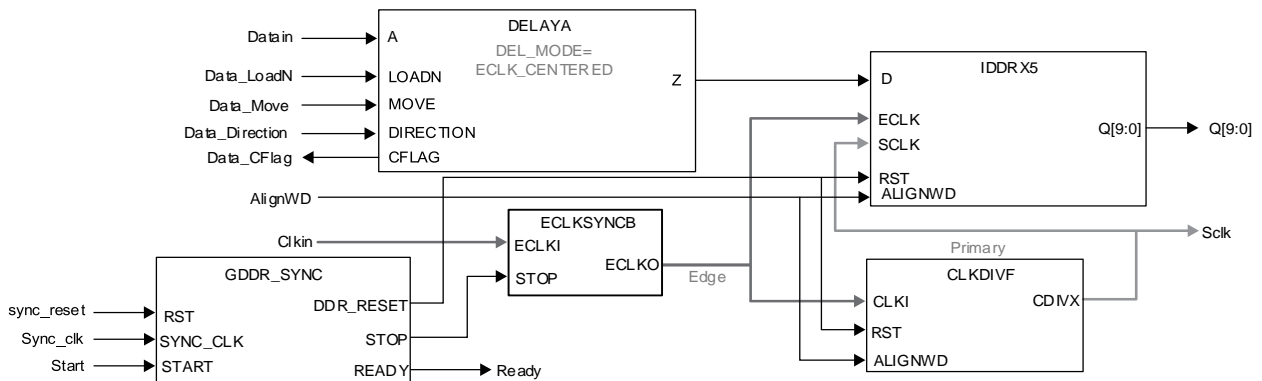 DELAYA
DEL_MODE=
ECLK_CENTERED
Datain
A
Data_LoadN
LOADN
Z
Data_Move
MOVE
Data_Direction
DIRECTION
Data_CFlag
CFLAG
IDDRX5
D
ECLK
SCLK
Q[9:0]
Q[9:0]
RST
ALIGNWD
AlignWD
ECLKSYNCB
Clkin
ECLKI
STOP
ECLKO
Edge
Primary
Sclk
CLKDIVF
CLKI
CDIVX
RST
ALIGNWD
GDDR_SYNC
DDR_RESET
sync_reset
RST
Sync_clk
SYNC_CLK
STOP
Start
START
READY
Ready